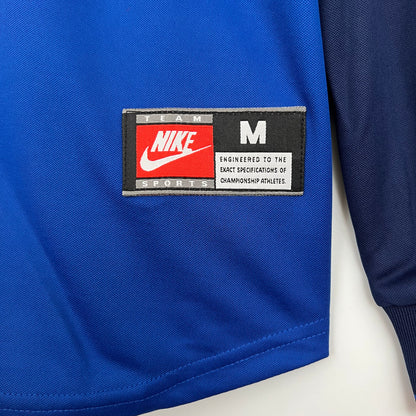 TEAM
NIKE
SPORTS
M
ENGINEERED TO THE
EXACT SPECIFICATIONS OF
CHAMPIONSHIP ATHLETES.